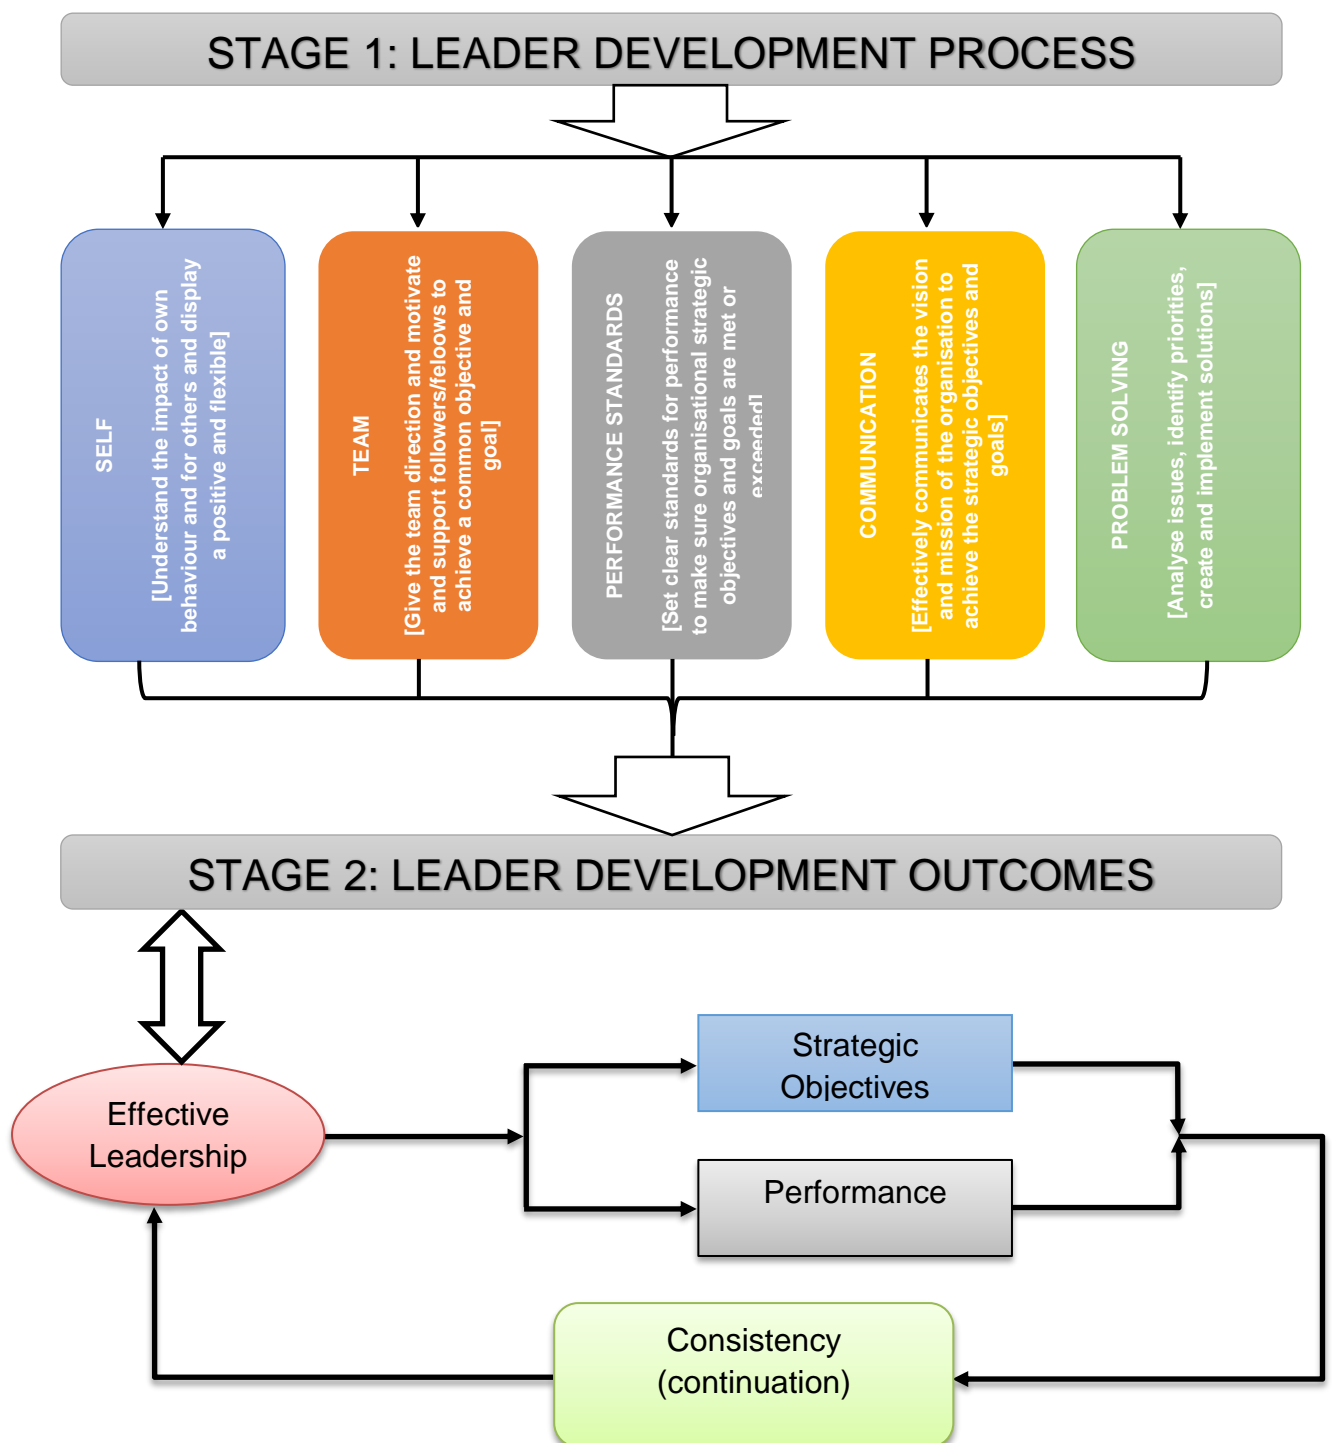 STAGE 1: LEADER DEVELOPMENT PROCESS
SELF
[Understand the impact of own
behaviour and for others and display
a positive and flexible]
TEAM
[Give the team direction and motivate
and support followers/feloows to
achieve a common objective and
goal]
PERFORMANCE STANDARDS
[Set clear standards for performance
to make sure organisational strategic
objectives and goals are met or
exceeded]
COMMUNICATION
[Effectively communicates the vision
and mission of the organisation to
achieve the strategic objectives and
goals]
PROBLEM SOLVING
[Analyse issues, identify priorities,
create and implement solutions]
STAGE 2: LEADER DEVELOPMENT OUTCOMES
Effective
Leadership
Strategic
Objectives
Performance
Consistency
(continuation)